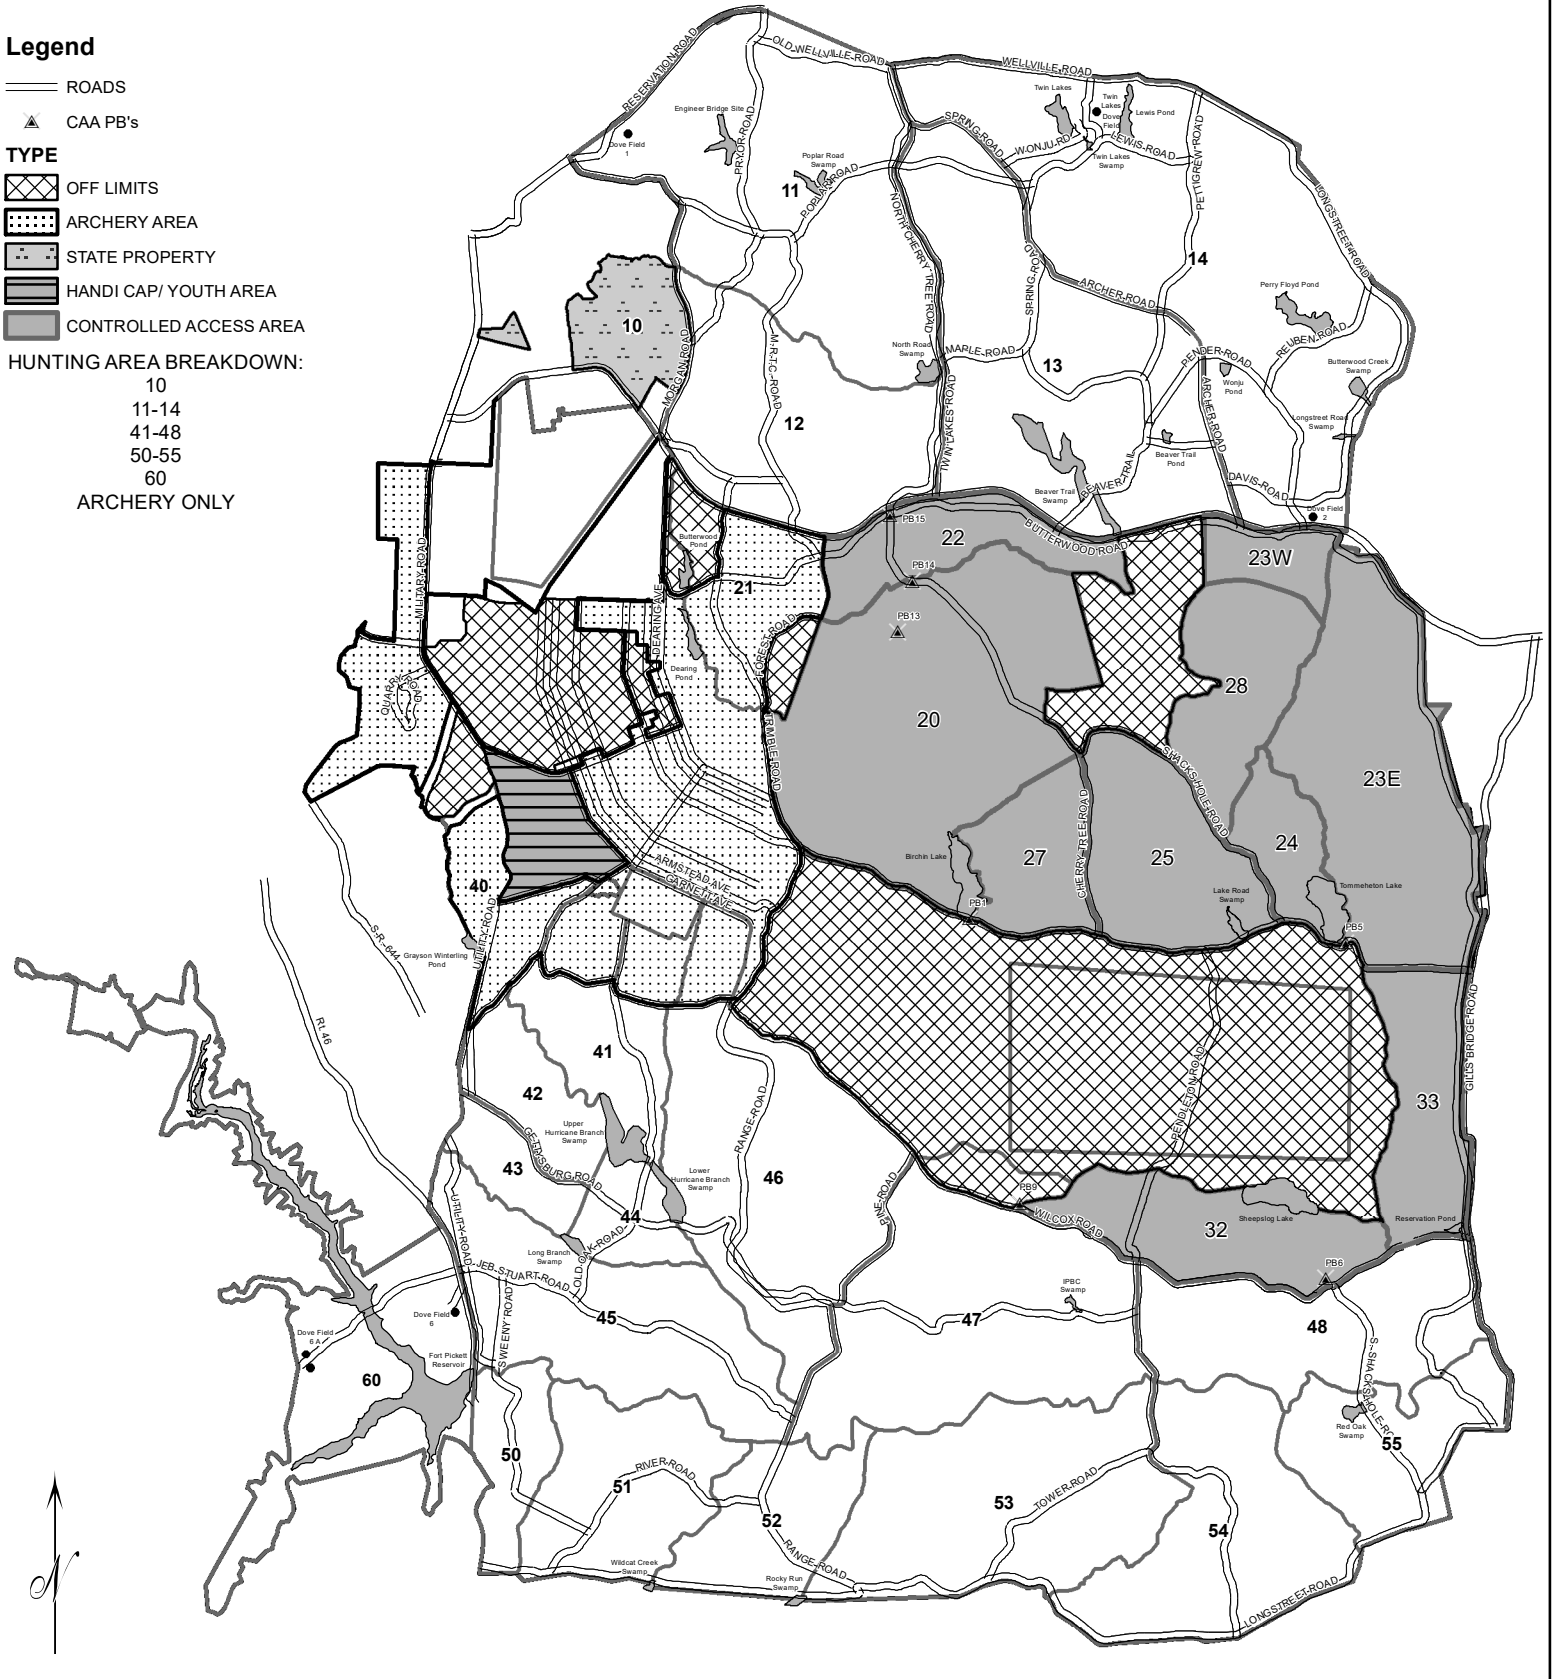 Legend
ROADS
CAA PB's
TYPE
OFF LIMITS
ARCHERY AREA
STATE PROPERTY
HANDI CAP/ YOUTH AREA
CONTROLLED ACCESS AREA
HUNTING AREA BREAKDOWN:
10
11-14
41-48
50-55
60
ARCHERY ONLY
RESERVATION ROAD
OLD WELLVILLE ROAD
WELLVILLE ROAD
Engineer Bridge Site
Dove Field
1
PRYOR ROAD
Poplar Road
Swamp
11
POPLAR ROAD
SPRING ROAD
WONJU RD
Twin Lakes
Twin
Lakes
Dove
Field
Lewis Pond
LEWIS ROAD
Twin Lakes
Swamp
PETTIGREW ROAD
LONGSTREET ROAD
NORTH CHERRY TREE ROAD
SPRING ROAD
14
ARCHER ROAD
Perry Floyd Pond
REUBEN ROAD
10
MORGAN ROAD
M.R.T.C. ROAD
North Road
Swamp
MAPLE ROAD
13
PENDER ROAD
Wonju
Pond
Butterwood Creek
Swamp
12
TWIN LAKES ROAD
ARCHER ROAD
Longstreet Road
Swamp
Beaver Trail
Pond
BEAVER TRAIL
Beaver Trail
Swamp
DAVIS ROAD
Dove Field
2
PB15
22
BUTTERWOOD ROAD
23W
Butterwood
Pond
MILITARY ROAD
21
PB14
DEARING AVE
PB13
FOREST ROAD
Dearing
Pond
QUARRY ROAD
28
20
TRIMBLE ROAD
SHACKS HOLE ROAD
23E
CHERRY TREE ROAD
24
Birchin Lake
27
25
ARMSTEAD AVE
GARNETT AVE
40
Lake Road
Swamp
Tommeheton Lake
PB1
PB5
UTILITY ROAD
S.R. 644
Grayson Winterling
Pond
GILLS BRIDGE ROAD
Rt 46
41
PENDLETON ROAD
42
RANGE ROAD
33
Upper
Hurricane Branch
Swamp
GETTYSBURG ROAD
43
Lower
Hurricane Branch
Swamp
46
PINE ROAD
PB9
WILCOX ROAD
44
32
Sheepslog Lake
Reservation Pond
UTILITY ROAD
Long Branch
Swamp
OLD OAK ROAD
JEB STUART ROAD
PB6
IPBC
Swamp
SWEENY ROAD
Dove Field
6
45
47
48
Dove Field
6 A
Fort Pickett
Reservoir
60
S. SHACKS HOLE RO
Red Oak
Swamp
55
50
RIVER ROAD
51
52
53
TOWER ROAD
54
Wildcat Creek
Swamp
RANGE ROAD
Rocky Run
Swamp
LONGSTREET ROAD
N